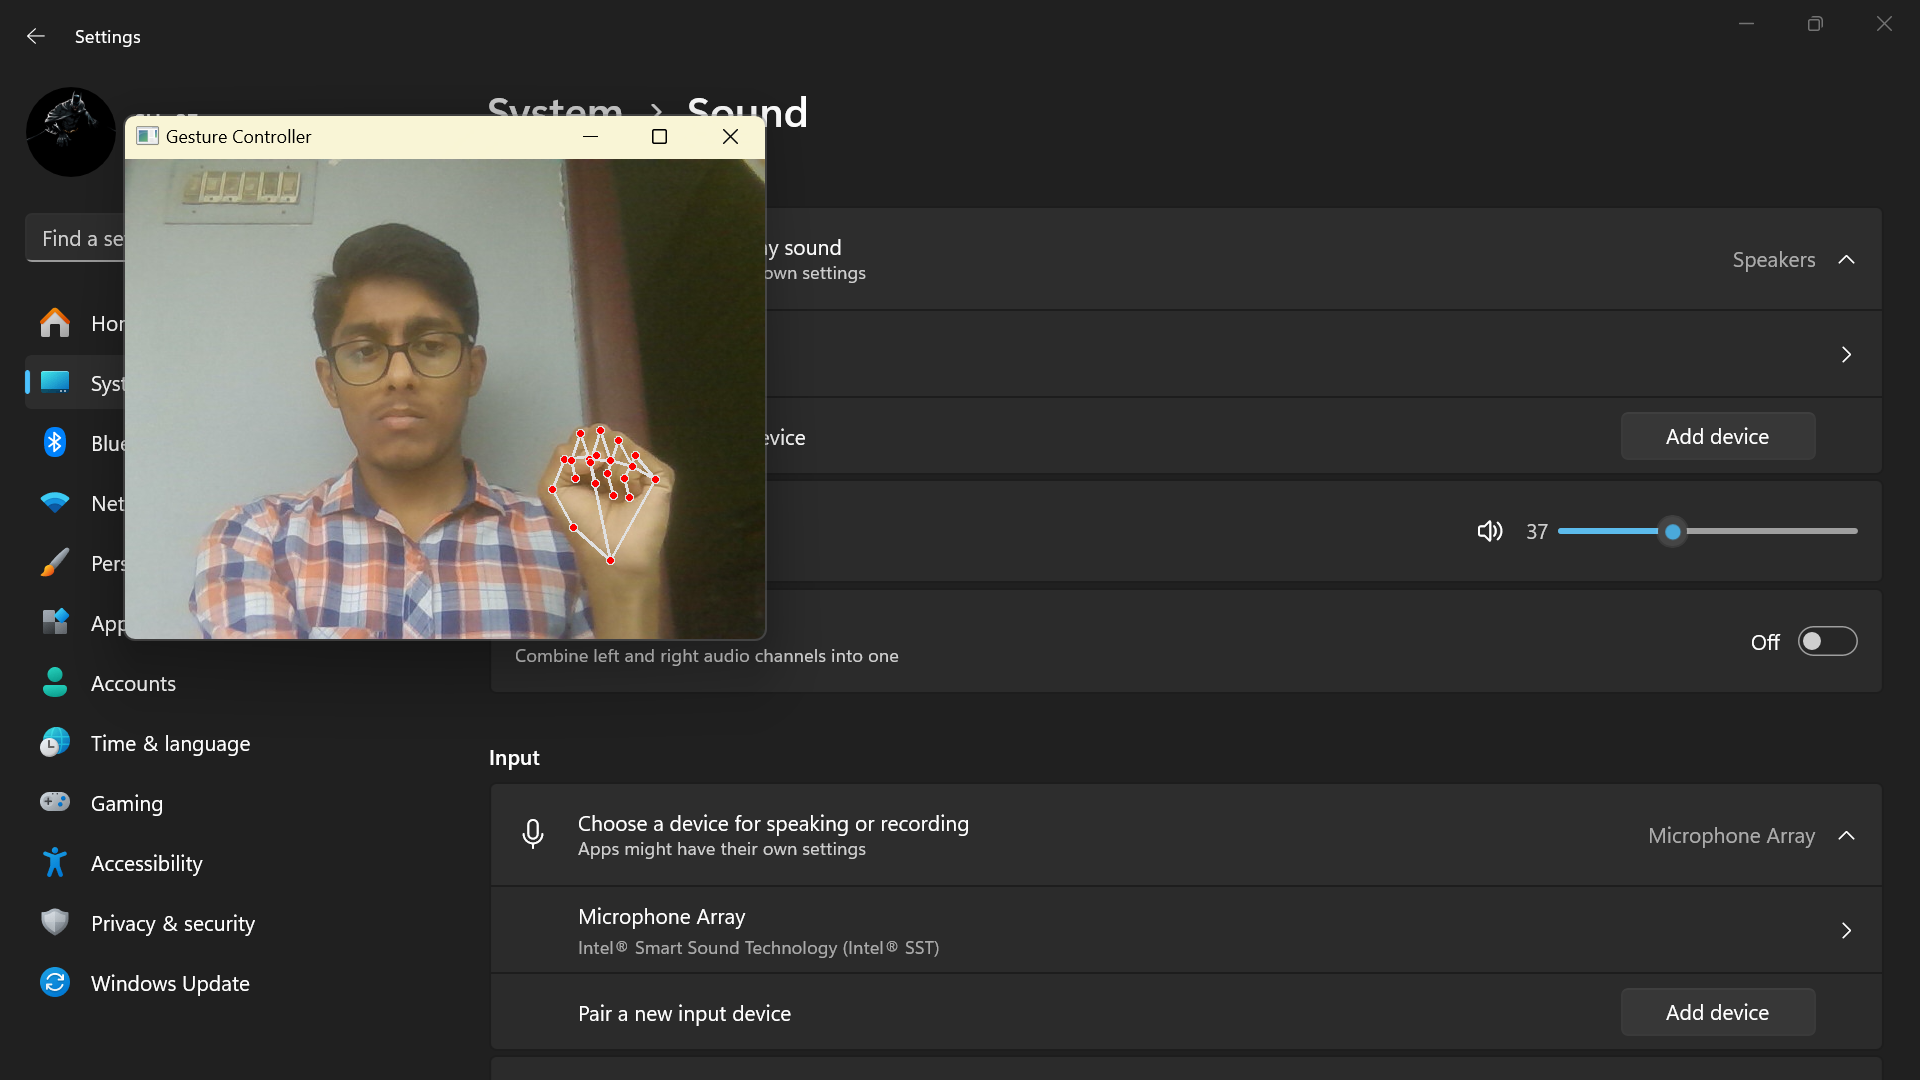 Settings
System > Sound
Gesture Controller
Find a se
y sound
own settings
Speakers
Hor
Syst
Blue
evice
Add device
Net
37
Pers
App
Off
Combine left and right audio channels into one
Accounts
Time & language
Input
Gaming
Choose a device for speaking or recording
Apps might have their own settings
Microphone Array
Accessibility
Privacy & security
Microphone Array
Intel® Smart Sound Technology (Intel® SST)
Windows Update
Pair a new input device
Add device